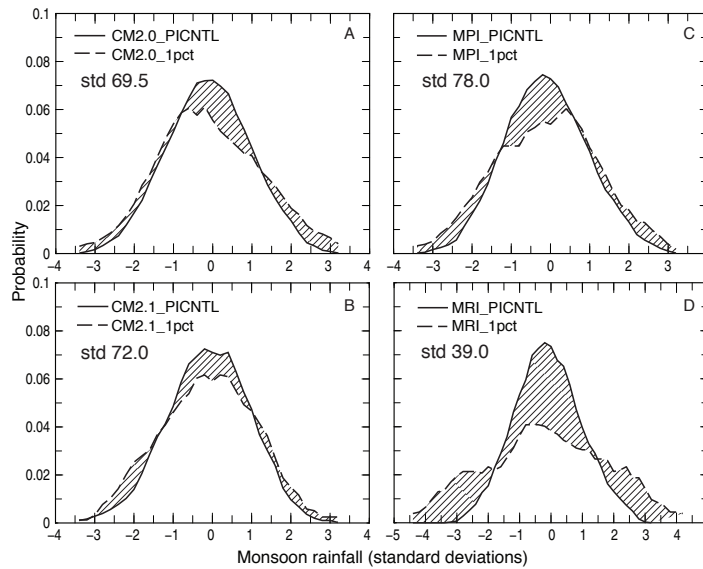 0.1
0.08
0.06
0.04
0.02
0
CM2.0_PICNTL
CM2.0_1pct
std 69.5
A
−4 −3 −2 −1 0 1 2 3 4
MPI_PICNTL
MPI_1pct
std 78.0
C
−4 −3 −2 −1 0 1 2 3
Probability
0.1
0.08
0.06
0.04
0.02
0
CM2.1_PICNTL
CM2.1_1pct
std 72.0
B
−4 −3 −2 −1 0 1 2 3 4
MRI_PICNTL
MRI_1pct
std 39.0
D
−5 −4 −3 −2 −1 0 1 2 3 4 5
Monsoon rainfall (standard deviations)